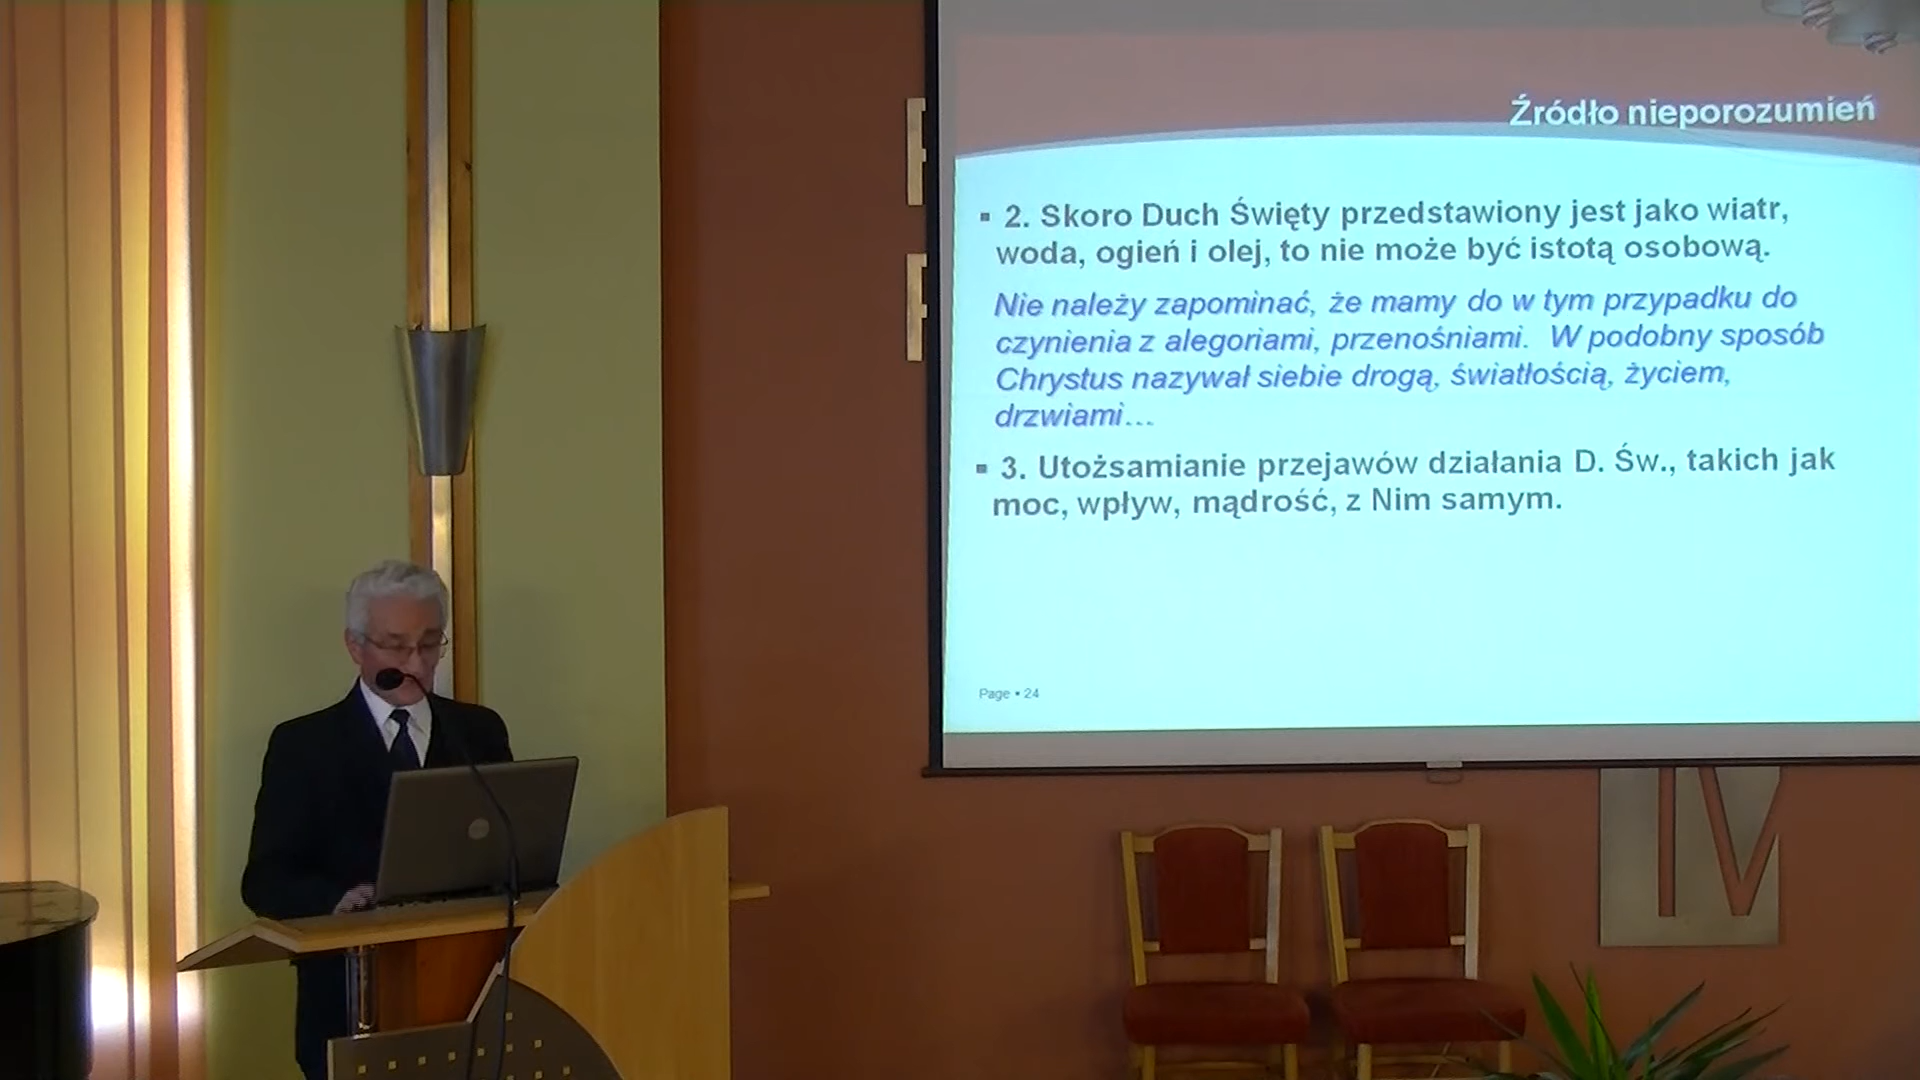 Źródło nieporozumień
▪ 2. Skoro Duch Święty przedstawiony jest jako wiatr,
woda, ogień i olej, to nie może być istotą osobową.
Nie należy zapominać, że mamy do w tym przypadku do
czynienia z alegoriami, przenośniami. W podobny sposób
Chrystus nazywał siebie drogą, światłością, życiem,
drzwiami…
▪ 3. Utożsamianie przejawów działania D. Św., takich jak
moc, wpływ, mądrość, z Nim samym.
Page ▪ 24
IV